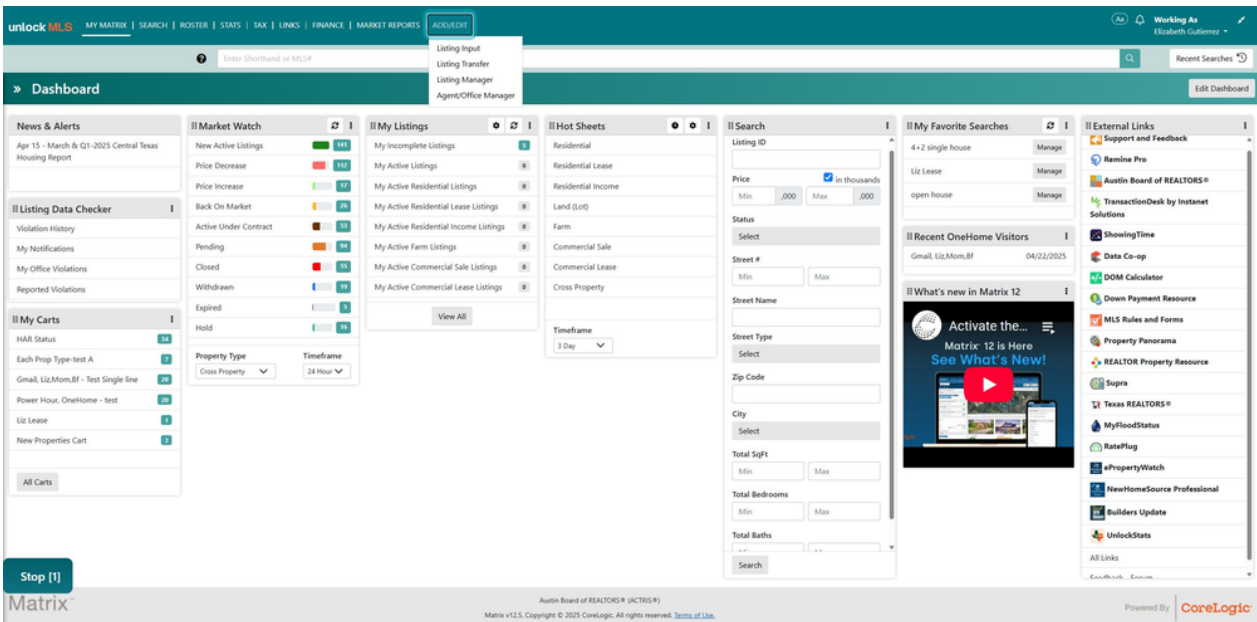 unlock MLS
MY MATRIX | SEARCH | ROSTER | STATS | TAX | LINKS | FINANCE | MARKET REPORTS | ADD/EDIT
Aa
Working As
Elizabeth Gutierrez
Listing Input
Listing Transfer
Listing Manager
Agent/Office Manager
Enter Shorthand or MLS#
Recent Searches
» Dashboard
Edit Dashboard
News & Alerts
Apr 15 - March & Q1-2025 Central Texas
Housing Report
Listing Data Checker
Violation History
My Notifications
My Office Violations
Reported Violations
My Carts
HAR Status 34
Each Prop Type-test A 7
Gmail, Liz,Mom,Bf - Test Single line 20
Power Hour, OneHome - test 20
Liz Lease 1
New Properties Cart 3
All Carts
Market Watch
New Active Listings 141
Price Decrease 112
Price Increase 17
Back On Market 26
Active Under Contract 53
Pending 94
Closed 55
Withdrawn 39
Expired 5
Hold 16
Property Type Timeframe
Cross Property 24 Hour
My Listings
My Incomplete Listings 5
My Active Listings 0
My Active Residential Listings 0
My Active Residential Lease Listings 0
My Active Residential Income Listings 0
My Active Farm Listings 0
My Active Commercial Sale Listings 0
My Active Commercial Lease Listings 0
View All
Hot Sheets
Residential
Residential Lease
Residential Income
Land (Lot)
Farm
Commercial Sale
Commercial Lease
Cross Property
Timeframe
3 Day
Search
Listing ID
Price in thousands
Min ,000 Max ,000
Status
Select
Street #
Min Max
Street Name
Street Type
Select
Zip Code
City
Select
Total SqFt
Min Max
Total Bedrooms
Min Max
Total Baths
Search
My Favorite Searches
4+2 single house Manage
Liz Lease Manage
open house Manage
Recent OneHome Visitors
Gmail, Liz,Mom,Bf 04/22/2025
What's new in Matrix 12
Activate the...
Matrix 12 is Here
See What's New!
External Links
Support and Feedback
Remine Pro
Austin Board of REALTORS®
TransactionDesk by Instanet
Solutions
ShowingTime
Data Co-op
DOM Calculator
Down Payment Resource
MLS Rules and Forms
Property Panorama
REALTOR Property Resource
Supra
Texas REALTORS®
MyFloodStatus
RatePlug
ePropertyWatch
NewHomeSource Professional
Builders Update
UnlockStats
All Links
Feedback - Forum
Stop [1]
Matrix™
Austin Board of REALTORS® (ACTRIS®)
Matrix v12.5. Copyright © 2025 CoreLogic. All rights reserved. Terms of Use.
Powered By CoreLogic